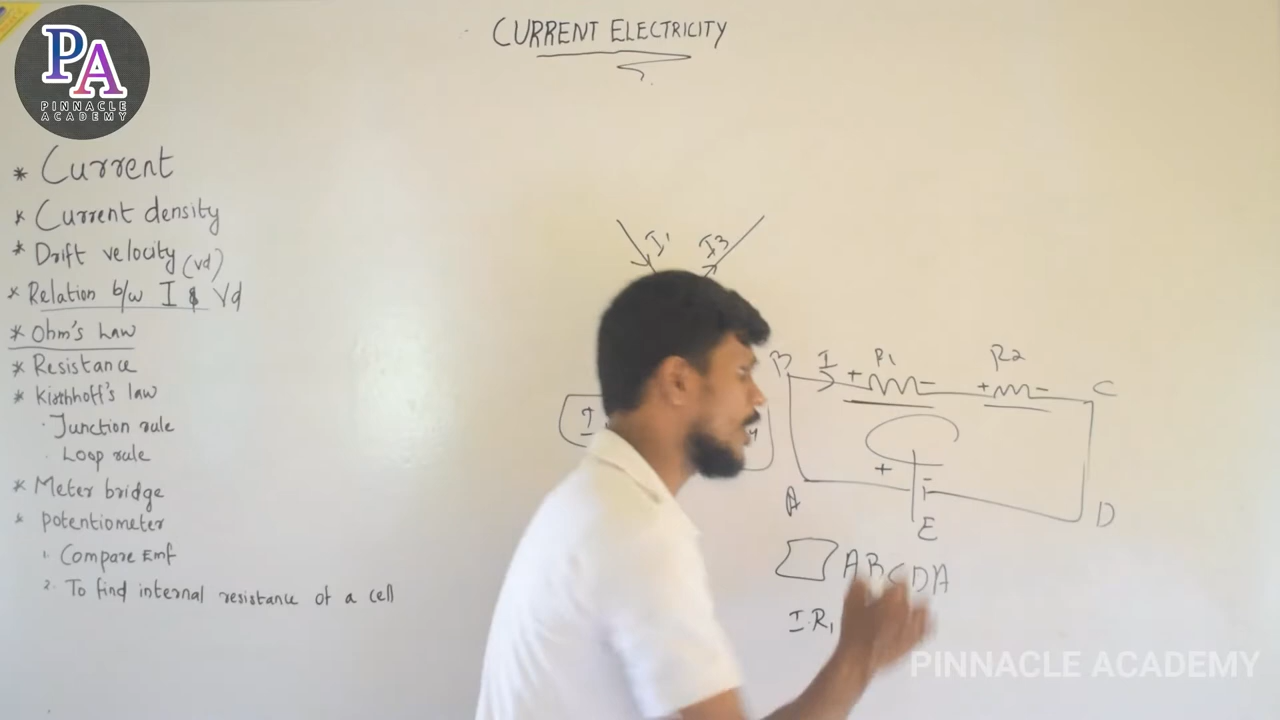 PA
PINNACLE
ACADEMY
CURRENT ELECTRICITY
* Current
* Current density
* Drift velocity (vd)
* Relation b/w I & Vd
* Ohm's Law
* Resistance
* Kirhhoff's law
· Junction rule
· Loop rule
* Meter bridge
* potentiometer
1. Compare Emf
2. To find internal resistance of a cell
I1 I3
I
B I + R1 - + R2 - C
A + - E D
ABCDA
I.R1
PINNACLE ACADEMY